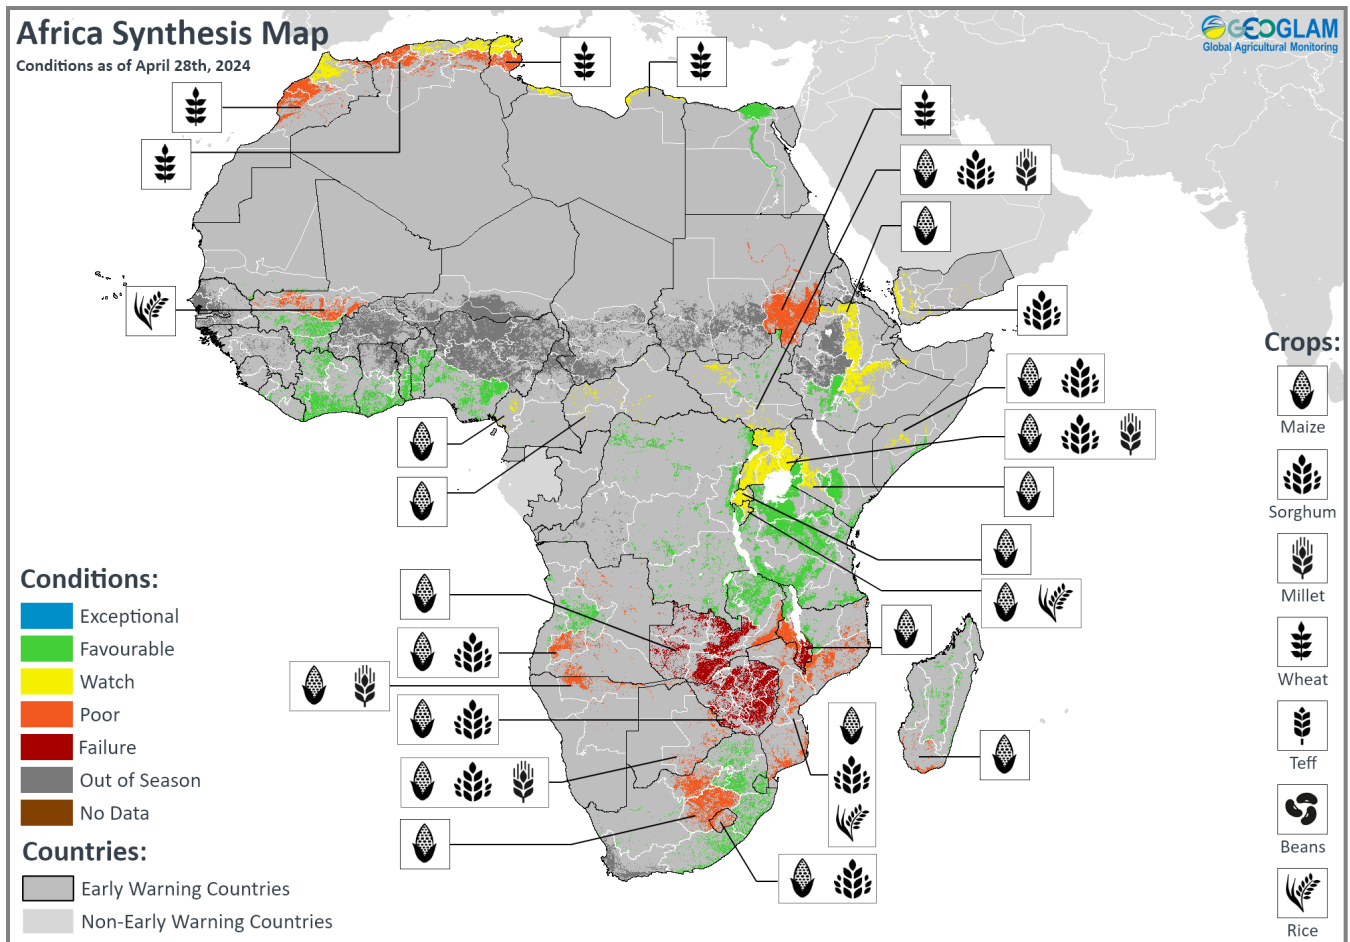 Africa Synthesis Map
Conditions as of April 28th, 2024
GEOGLAM
Global Agricultural Monitoring
Conditions:
Exceptional
Favourable
Watch
Poor
Failure
Out of Season
No Data
Countries:
Early Warning Countries
Non-Early Warning Countries
Crops:
Maize
Sorghum
Millet
Wheat
Teff
Beans
Rice